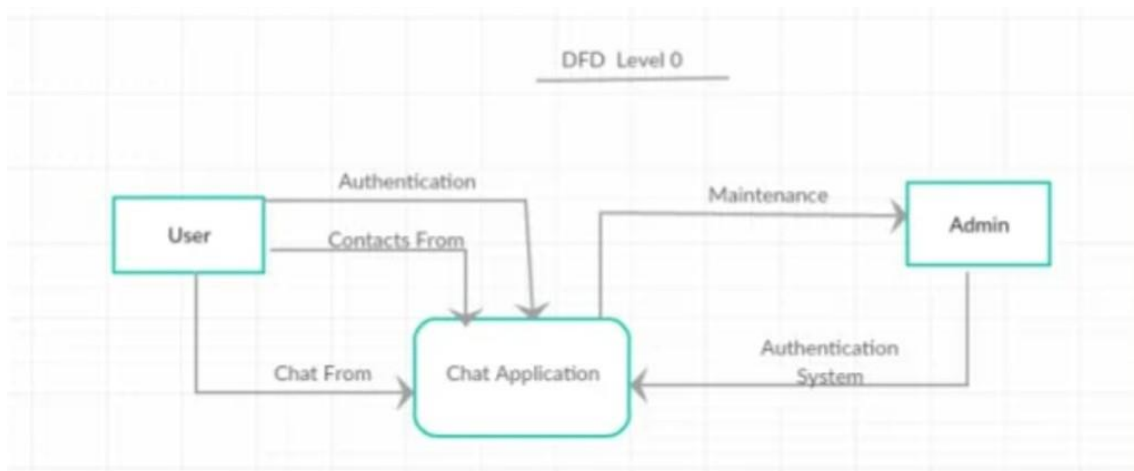 DFD Level 0
Authentication
Maintenance
User
Contacts From
Admin
Chat From
Chat Application
Authentication
System